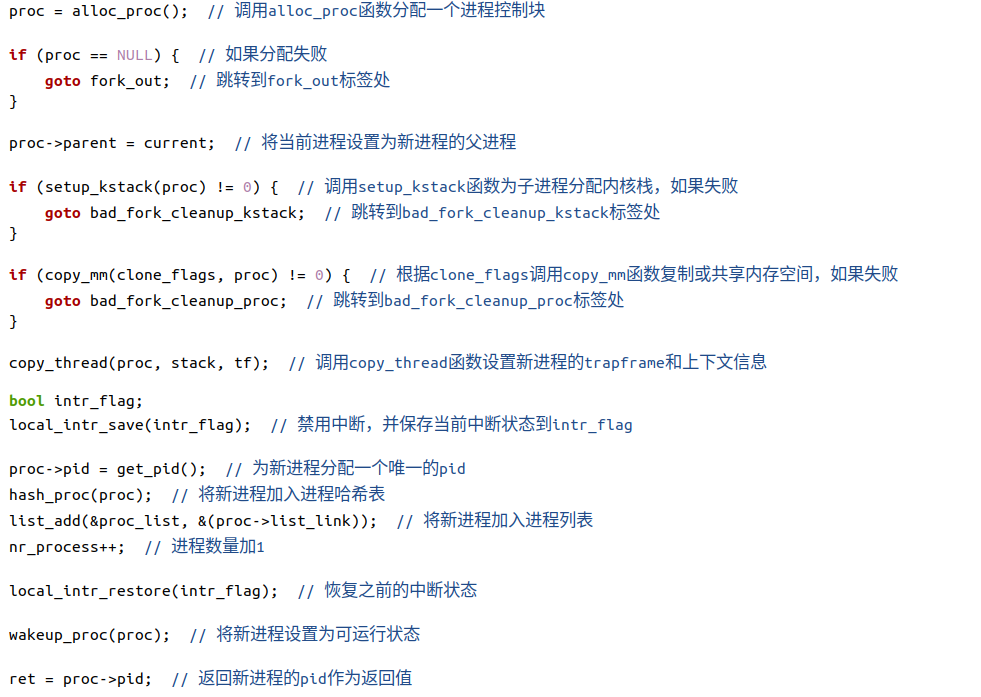 proc = alloc_proc();  // 调用alloc_proc函数分配一个进程控制块
if (proc == NULL) {  // 如果分配失败
    goto fork_out;  // 跳转到fork_out标签处
}
proc->parent = current;  // 将当前进程设置为新进程的父进程
if (setup_kstack(proc) != 0) {  // 调用setup_kstack函数为子进程分配内核栈，如果失败
    goto bad_fork_cleanup_kstack;  // 跳转到bad_fork_cleanup_kstack标签处
}
if (copy_mm(clone_flags, proc) != 0) {  // 根据clone_flags调用copy_mm函数复制或共享内存空间，如果失败
    goto bad_fork_cleanup_proc;  // 跳转到bad_fork_cleanup_proc标签处
}
copy_thread(proc, stack, tf);  // 调用copy_thread函数设置新进程的trapframe和上下文信息
bool intr_flag;
local_intr_save(intr_flag);  // 禁用中断，并保存当前中断状态到intr_flag
proc->pid = get_pid();  // 为新进程分配一个唯一的pid
hash_proc(proc);  // 将新进程加入进程哈希表
list_add(&proc_list, &(proc->list_link));  // 将新进程加入进程列表
nr_process++;  // 进程数量加1
local_intr_restore(intr_flag);  // 恢复之前的中断状态
wakeup_proc(proc);  // 将新进程设置为可运行状态
ret = proc->pid;  // 返回新进程的pid作为返回值